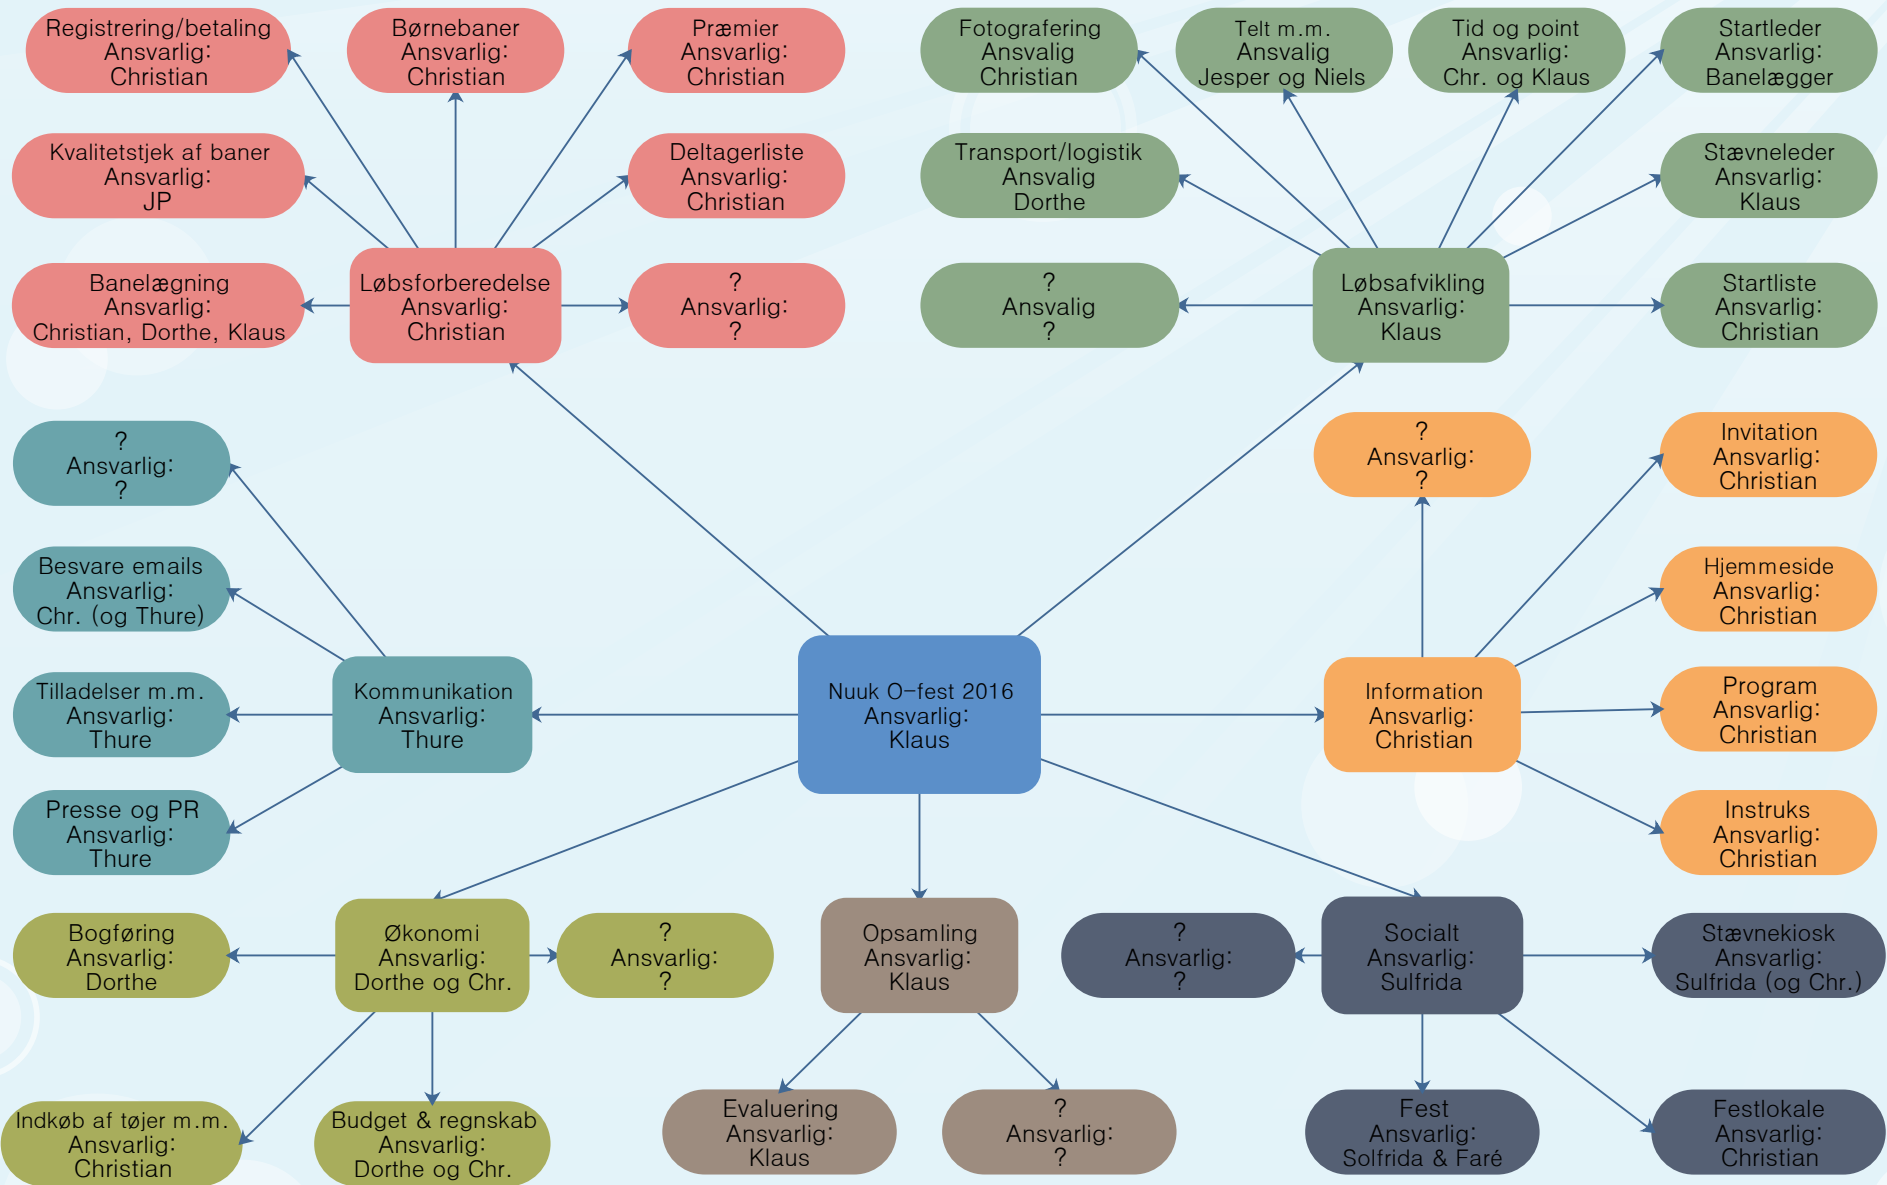 Registrering/betaling
Ansvarlig:
Christian
Børnebaner
Ansvarlig:
Christian
Præmier
Ansvarlig:
Christian
Fotografering
Ansvalig
Christian
Telt m.m.
Ansvalig
Jesper og Niels
Tid og point
Ansvarlig:
Chr. og Klaus
Startleder
Ansvarlig:
Banelægger
Kvalitetstjek af baner
Ansvarlig:
JP
Deltagerliste
Ansvarlig:
Christian
Transport/logistik
Ansvalig
Dorthe
Stævneleder
Ansvarlig:
Klaus
Banelægning
Ansvarlig:
Christian, Dorthe, Klaus
Løbsforberedelse
Ansvarlig:
Christian
?
Ansvarlig:
?
?
Ansvalig
?
Løbsafvikling
Ansvarlig:
Klaus
Startliste
Ansvarlig:
Christian
?
Ansvarlig:
?
?
Ansvarlig:
?
Invitation
Ansvarlig:
Christian
Besvare emails
Ansvarlig:
Chr. (og Thure)
Hjemmeside
Ansvarlig:
Christian
Tilladelser m.m.
Ansvarlig:
Thure
Kommunikation
Ansvarlig:
Thure
Nuuk O-fest 2016
Ansvarlig:
Klaus
Information
Ansvarlig:
Christian
Program
Ansvarlig:
Christian
Presse og PR
Ansvarlig:
Thure
Instruks
Ansvarlig:
Christian
Bogføring
Ansvarlig:
Dorthe
Økonomi
Ansvarlig:
Dorthe og Chr.
?
Ansvarlig:
?
Opsamling
Ansvarlig:
Klaus
?
Ansvarlig:
?
Socialt
Ansvarlig:
Sulfrida
Stævnekiosk
Ansvarlig:
Sulfrida (og Chr.)
Indkøb af tøjer m.m.
Ansvarlig:
Christian
Budget & regnskab
Ansvarlig:
Dorthe og Chr.
Evaluering
Ansvarlig:
Klaus
?
Ansvarlig:
?
Fest
Ansvarlig:
Solfrida & Faré
Festlokale
Ansvarlig:
Christian